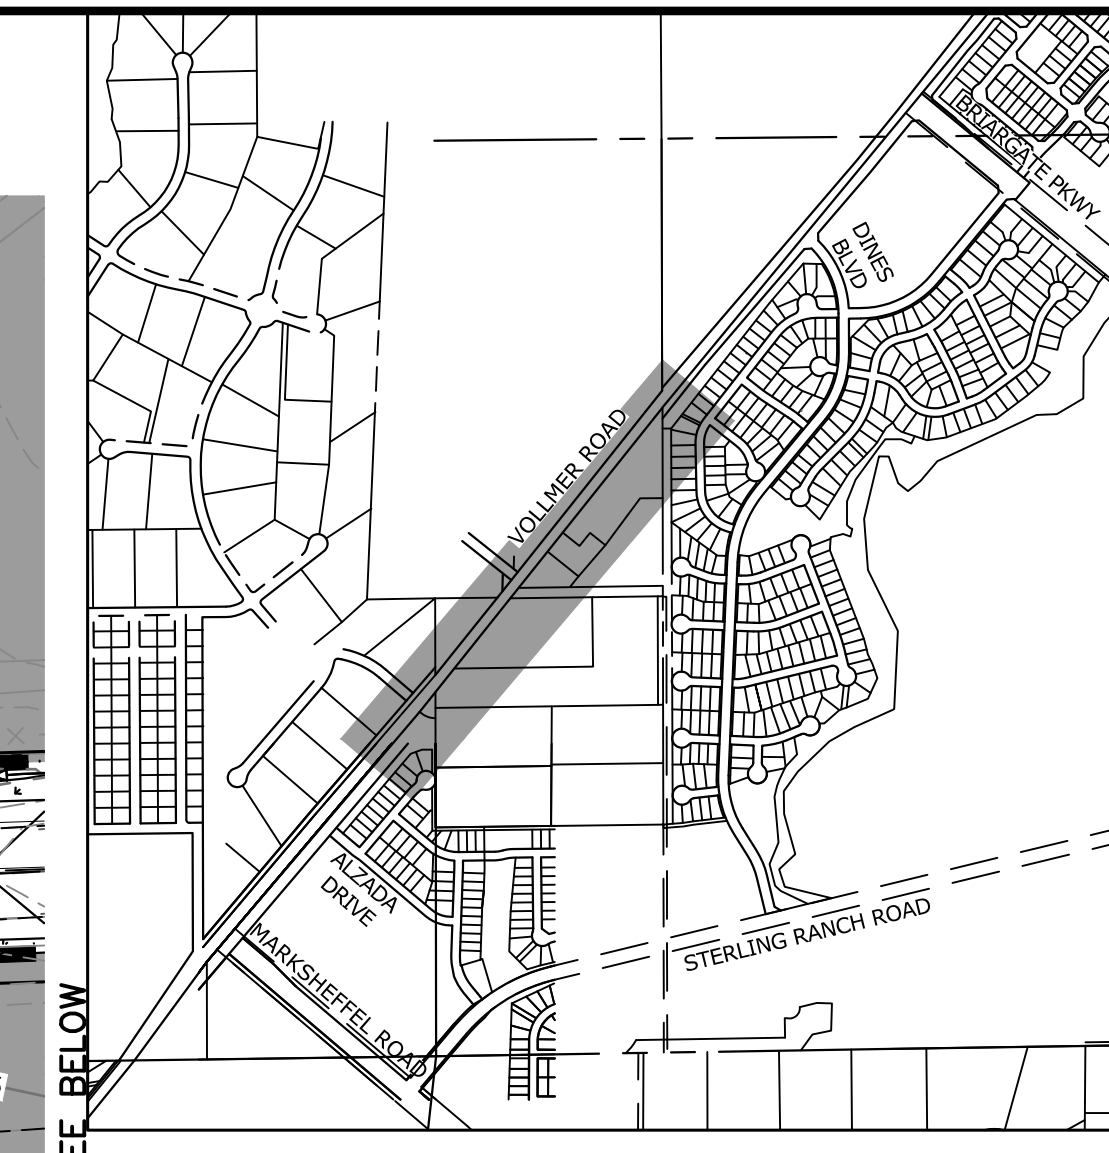 BRIARGATE PKWY
DINES
BLVD
VOLLMER ROAD
ALZADA
DRIVE
MARKSHEFFEL ROAD
STERLING RANCH ROAD
EE BELOW